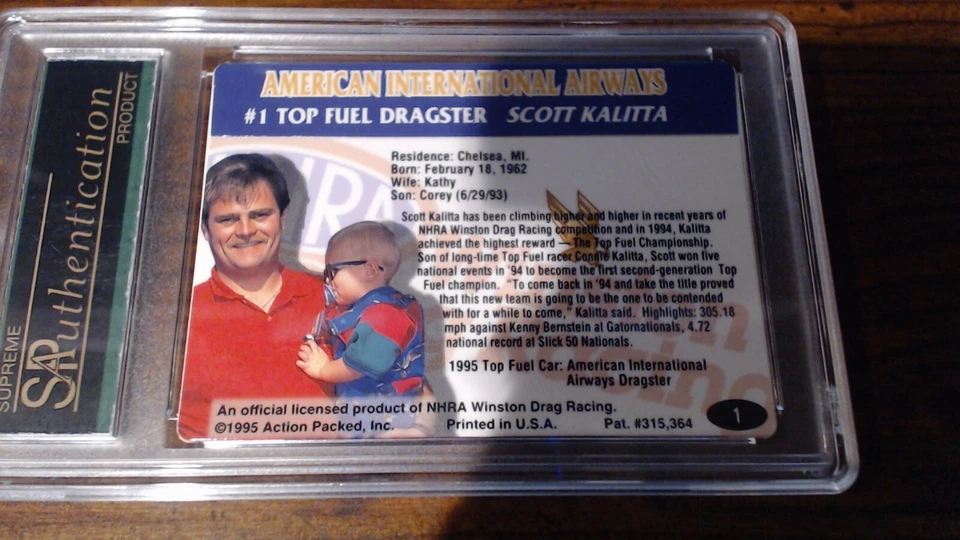 SUPREME
SAP Authentication
PRODUCT
AMERICAN INTERNATIONAL AIRWAYS
#1 TOP FUEL DRAGSTER SCOTT KALITTA
NHRA
Residence: Chelsea, MI.
Born: February 18, 1962
Wife: Kathy
Son: Corey (6/29/93)
Scott Kalitta has been climbing higher and higher in recent years of
NHRA Winston Drag Racing competition and in 1994, Kalitta
achieved the highest reward — The Top Fuel Championship.
Son of long-time Top Fuel racer Connie Kalitta, Scott won five
national events in '94 to become the first second-generation Top
Fuel champion. "To come back in '94 and take the title proved
that this new team is going to be the one to be contended
with for a while to come," Kalitta said. Highlights: 305.18
mph against Kenny Bernstein at Gatornationals, 4.72
national record at Slick 50 Nationals.
1995 Top Fuel Car: American International
Airways Dragster
An official licensed product of NHRA Winston Drag Racing.
©1995 Action Packed, Inc. Printed in U.S.A. Pat. #315,364
1